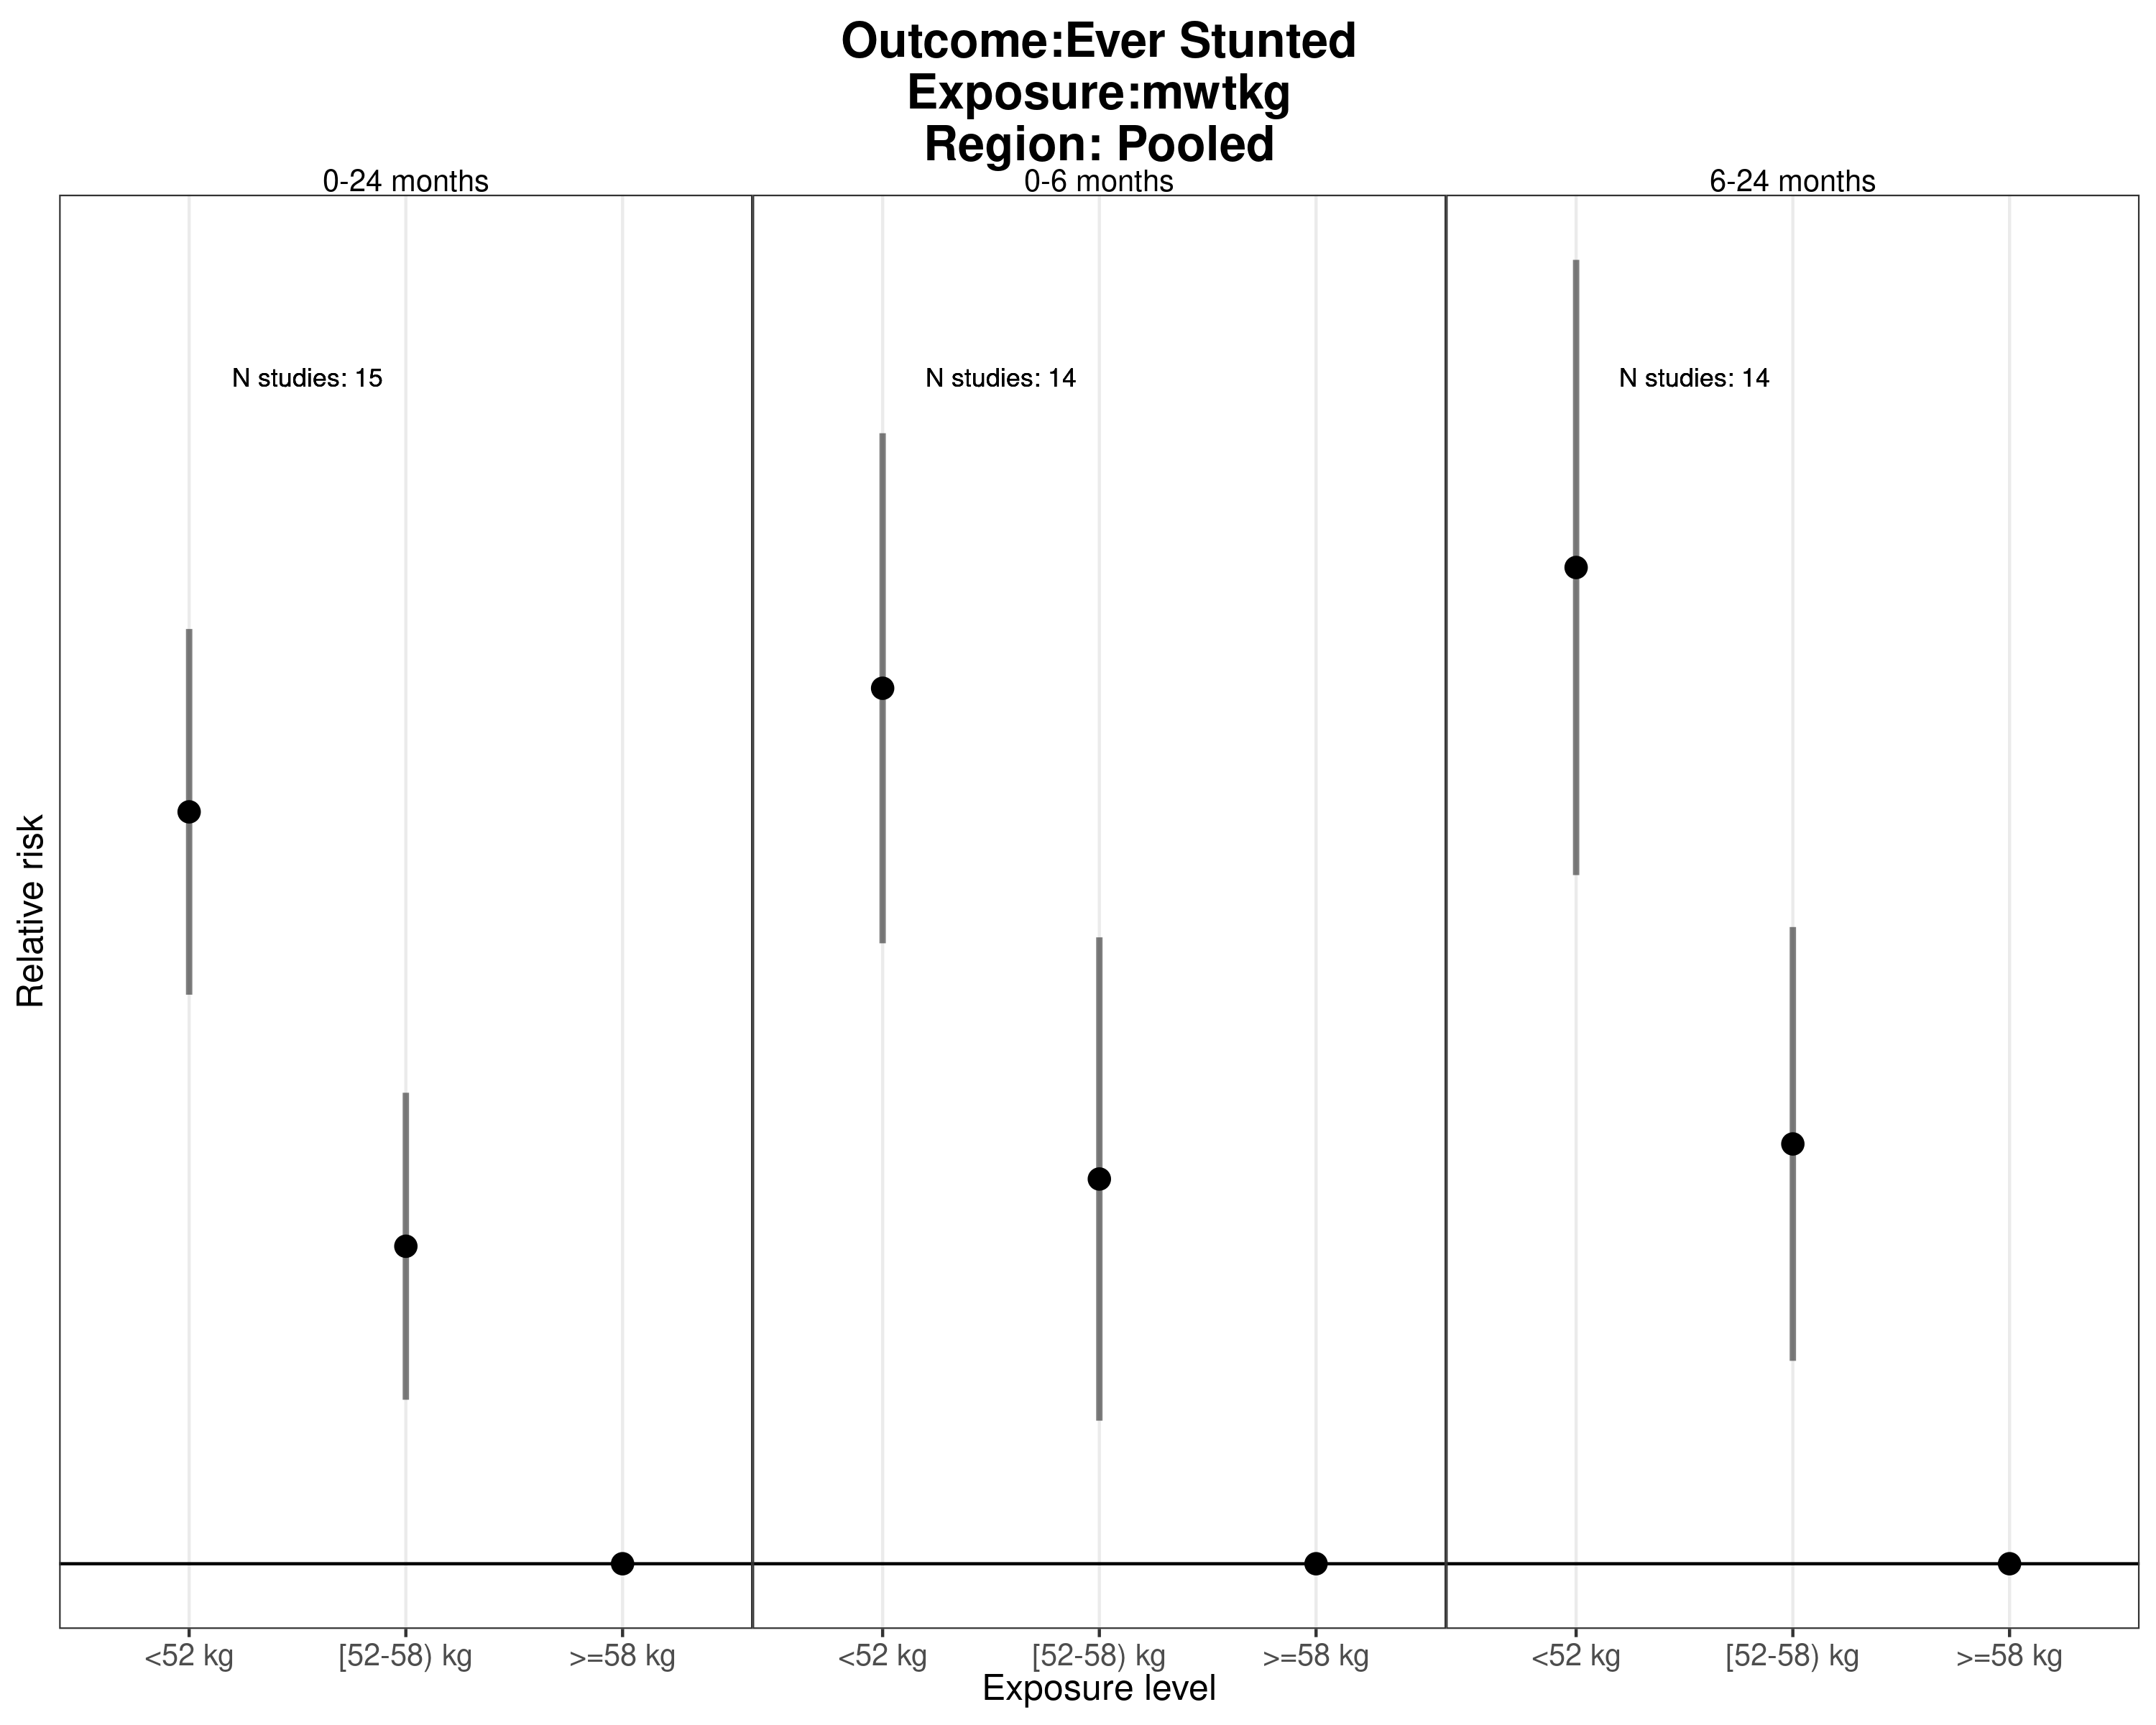 Outcome:Ever Stunted
Exposure:mwtkg
Region: Pooled
0-24 months
0-6 months
6-24 months
N studies: 15
N studies: 14
N studies: 14
Relative risk
<52 kg
[52-58) kg
>=58 kg
<52 kg
[52-58) kg
>=58 kg
<52 kg
[52-58) kg
>=58 kg
Exposure level